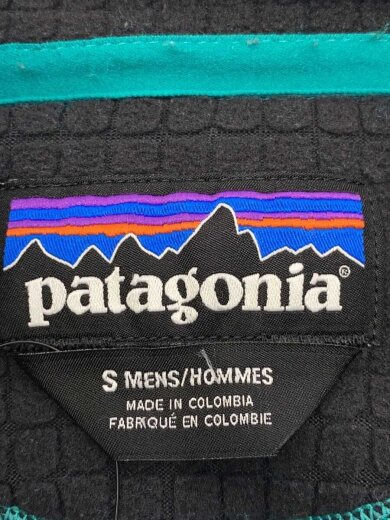 patagonia®
S MENS/HOMMES
MADE IN COLOMBIA
FABRIQUÉ EN COLOMBIE